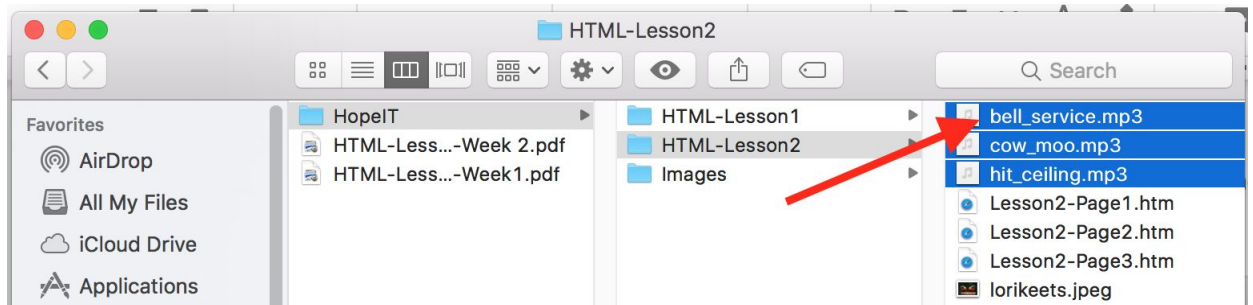 HTML-Lesson2
Search
Favorites
AirDrop
All My Files
iCloud Drive
Applications
HopeIT
HTML-Less...-Week 2.pdf
HTML-Less...-Week1.pdf
HTML-Lesson1
HTML-Lesson2
Images
bell_service.mp3
cow_moo.mp3
hit_ceiling.mp3
Lesson2-Page1.htm
Lesson2-Page2.htm
Lesson2-Page3.htm
lorikeets.jpeg